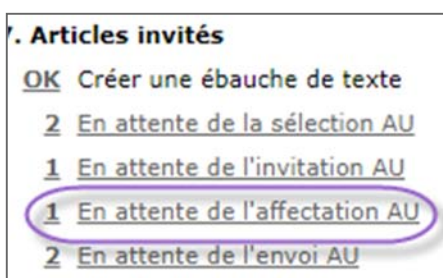 . Articles invités
OK Créer une ébauche de texte
2 En attente de la sélection AU
1 En attente de l'invitation AU
1 En attente de l'affectation AU
2 En attente de l'envoi AU